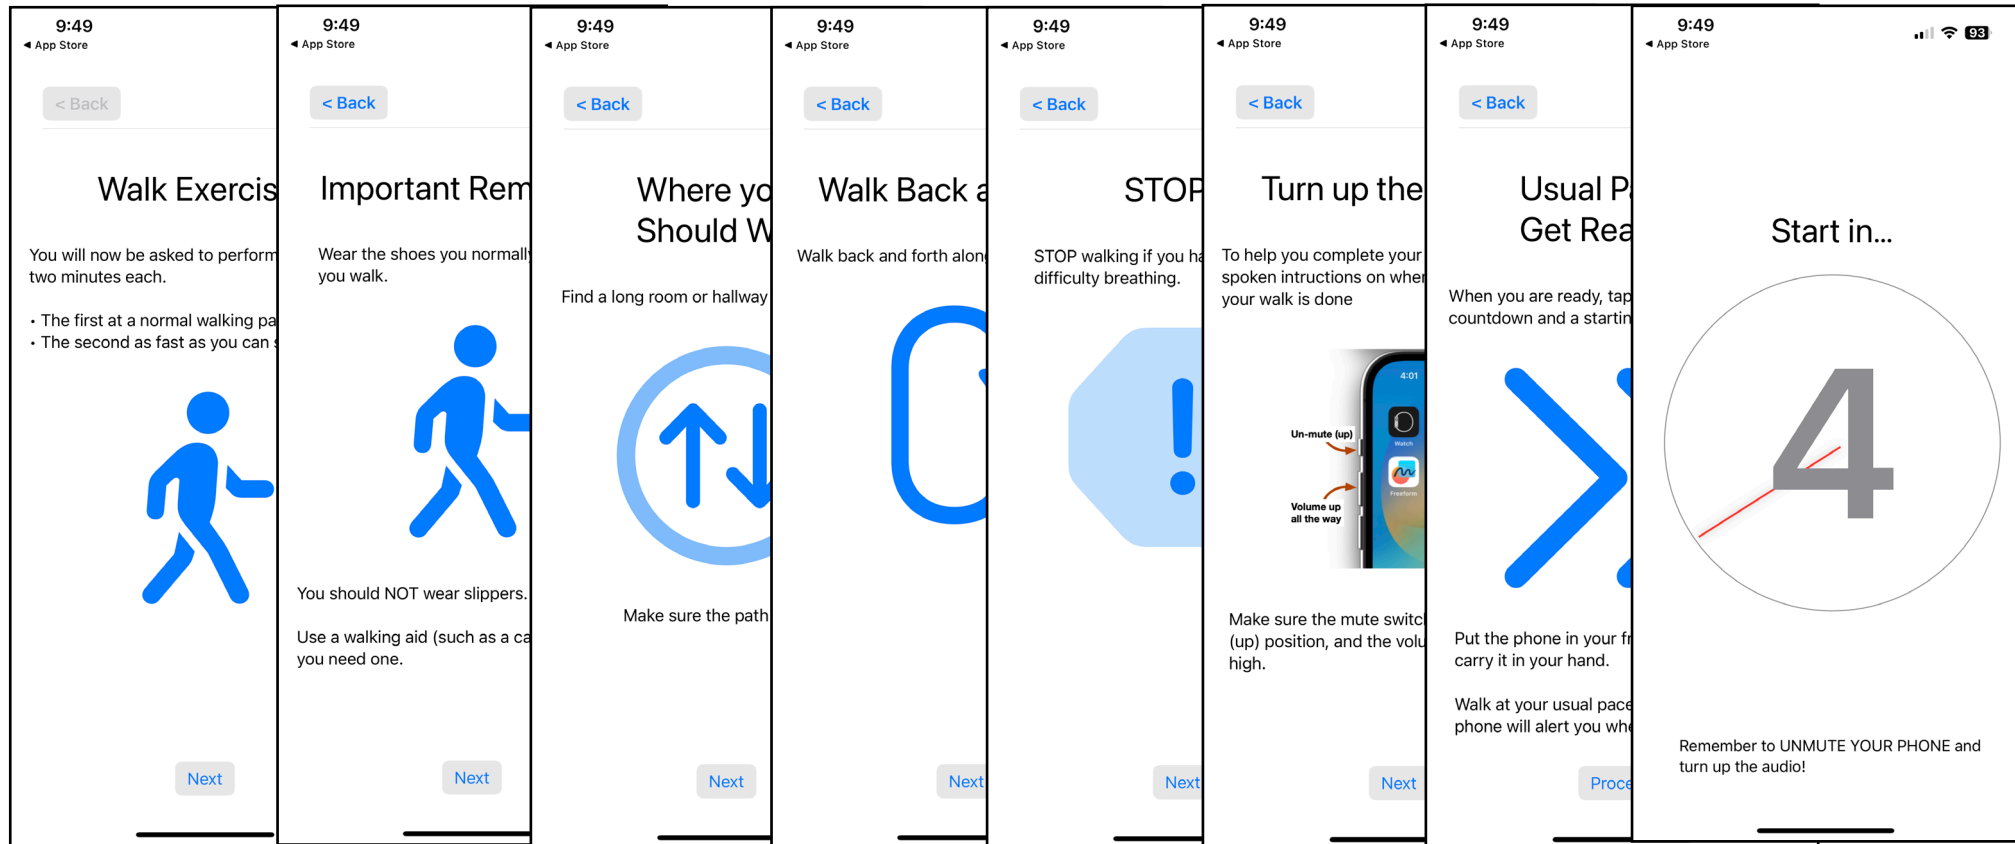 9:49
◀ App Store
< Back
Walk Exercis
You will now be asked to perform
two minutes each.
• The first at a normal walking pa
• The second as fast as you can s
Next
9:49
◀ App Store
< Back
Important Rem
Wear the shoes you normally
you walk.
You should NOT wear slippers.
Use a walking aid (such as a ca
you need one.
Next
9:49
◀ App Store
< Back
Where yo
Should W
Find a long room or hallway
Make sure the path
Next
9:49
◀ App Store
< Back
Walk Back a
Walk back and forth along
Next
9:49
◀ App Store
< Back
STOP
STOP walking if you ha
difficulty breathing.
Next
9:49
◀ App Store
< Back
Turn up the
To help you complete your
spoken intructions on when
your walk is done
4:01
Watch
Un-mute (up)
Freeform
Volume up
all the way
Make sure the mute switch
(up) position, and the volu
high.
Next
9:49
◀ App Store
< Back
Usual Pa
Get Rea
When you are ready, tap
countdown and a startin
Put the phone in your fr
carry it in your hand.
Walk at your usual pace
phone will alert you whe
Proce
9:49
◀ App Store
93
Start in...
4
Remember to UNMUTE YOUR PHONE and
turn up the audio!